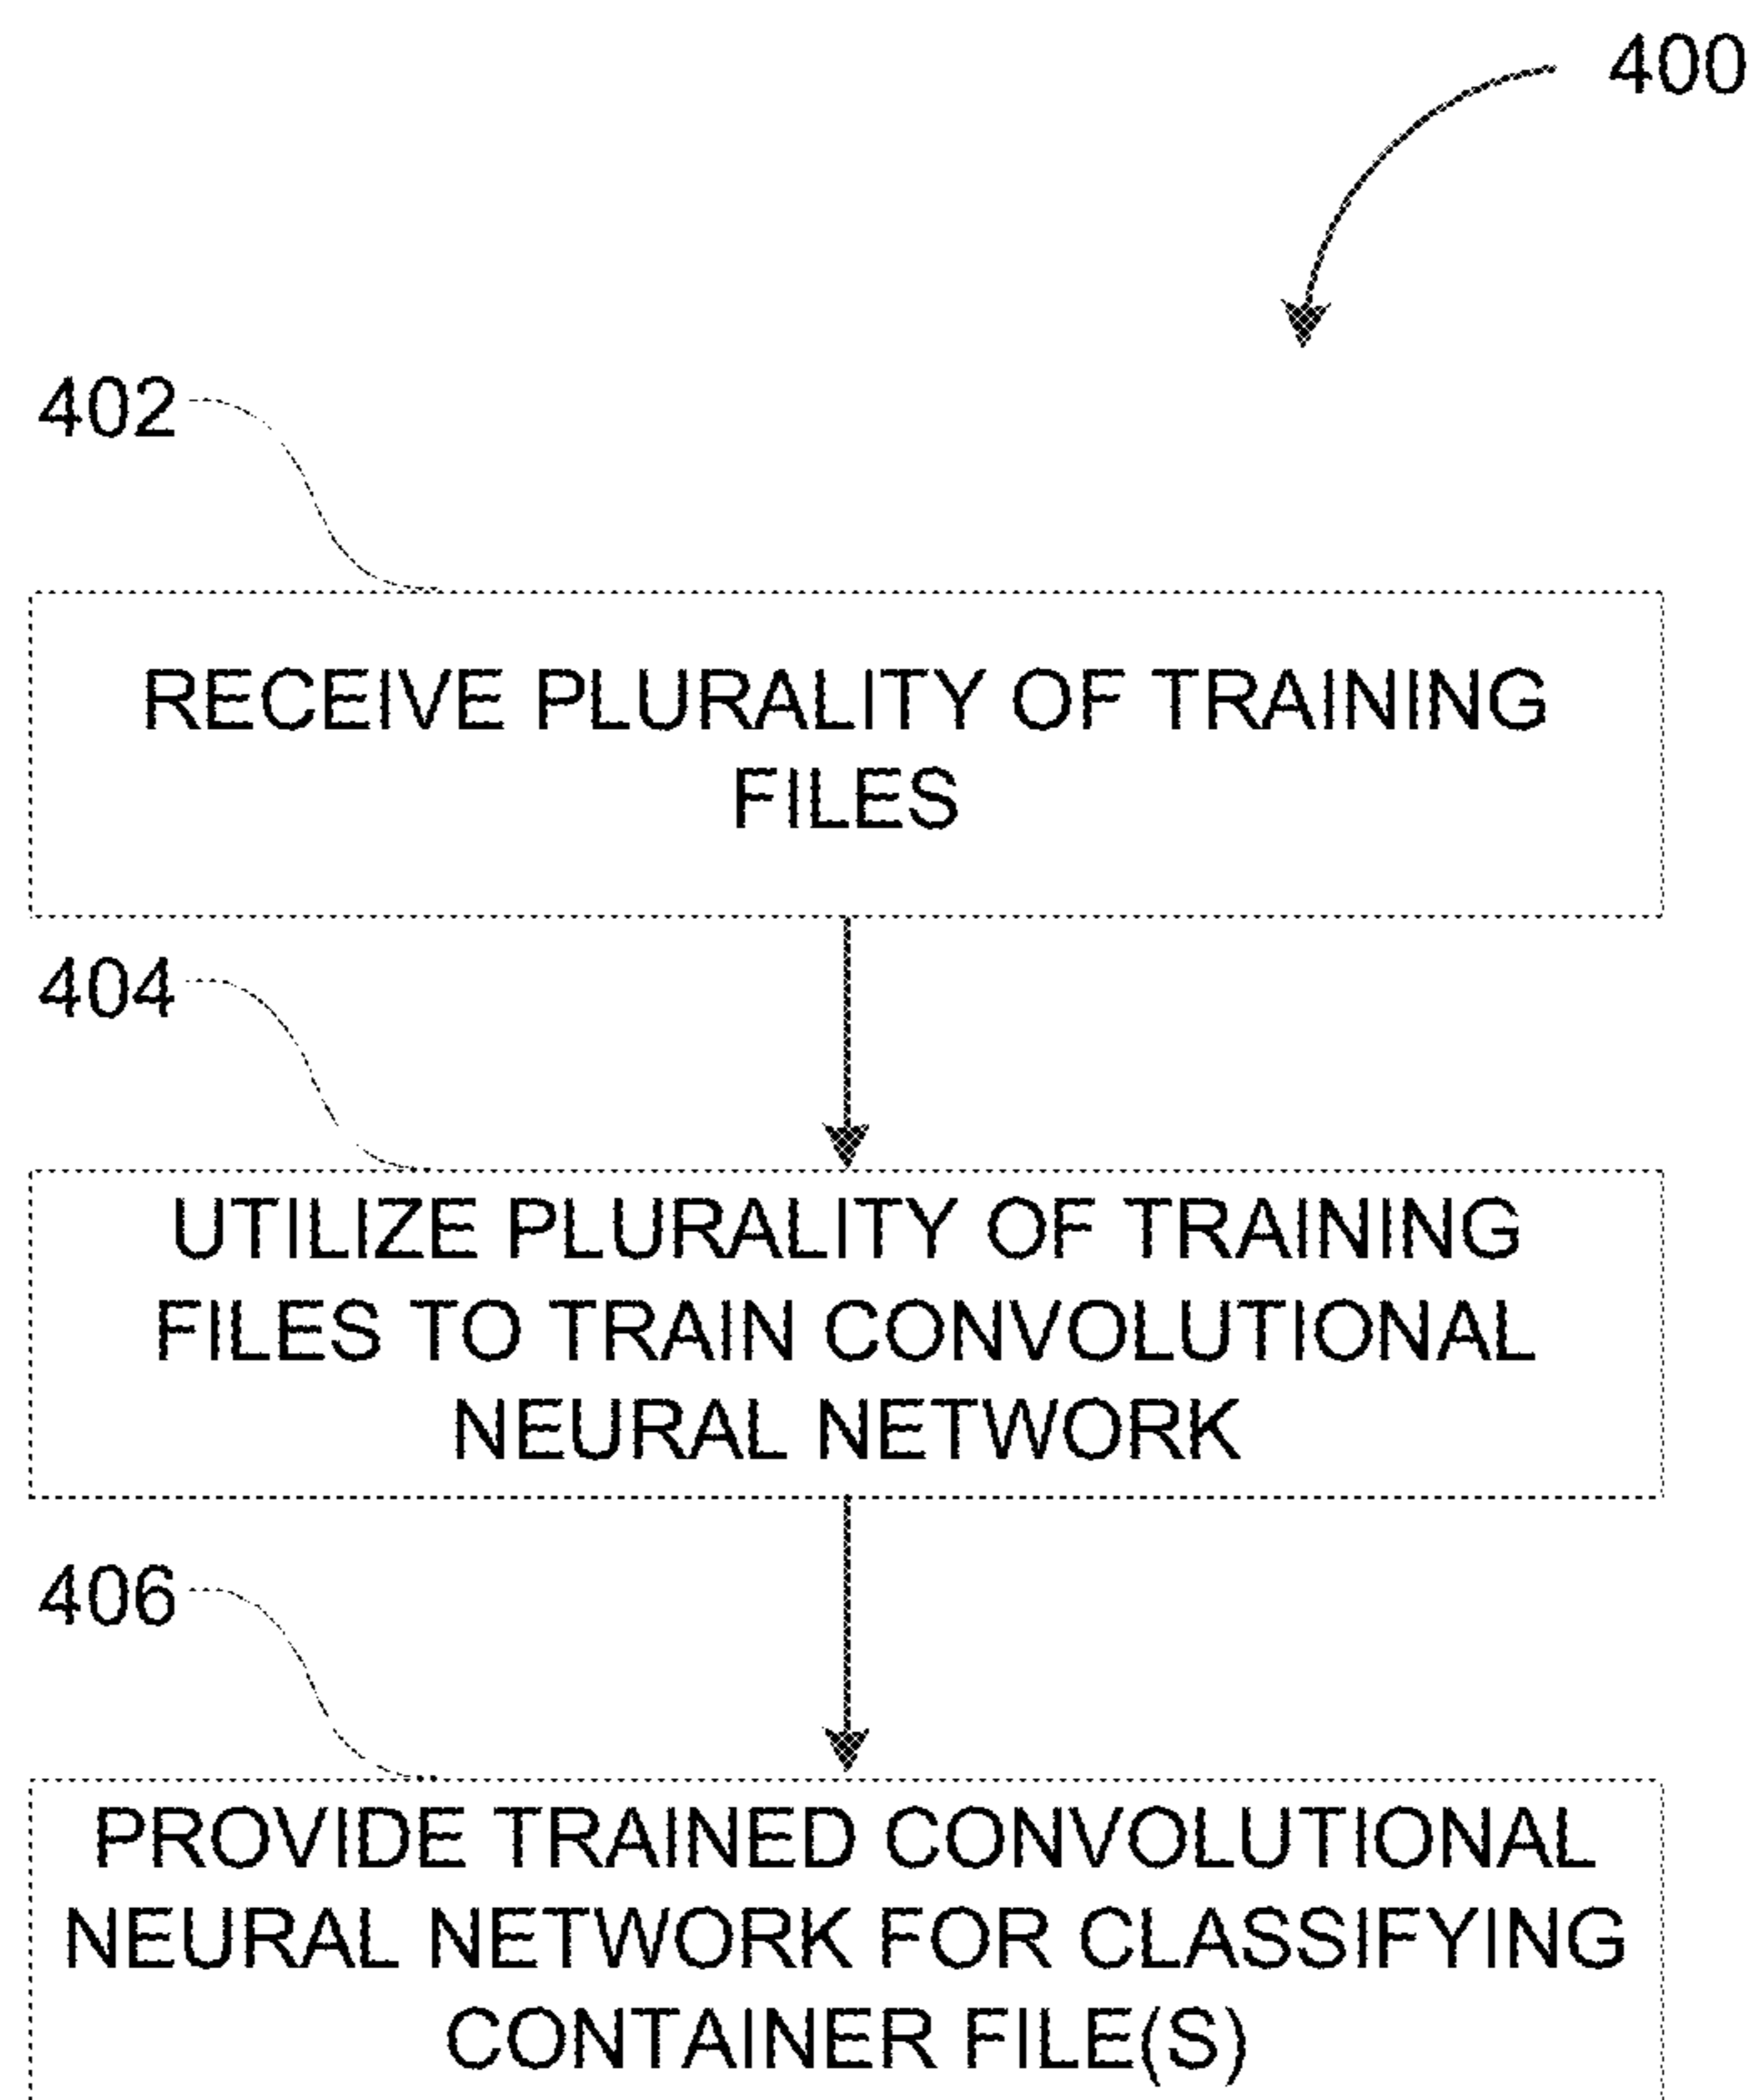 400
402
RECEIVE PLURALITY OF TRAINING
FILES
404
UTILIZE PLURALITY OF TRAINING
FILES TO TRAIN CONVOLUTIONAL
NEURAL NETWORK
406
PROVIDE TRAINED CONVOLUTIONAL
NEURAL NETWORK FOR CLASSIFYING
CONTAINER FILE(S)